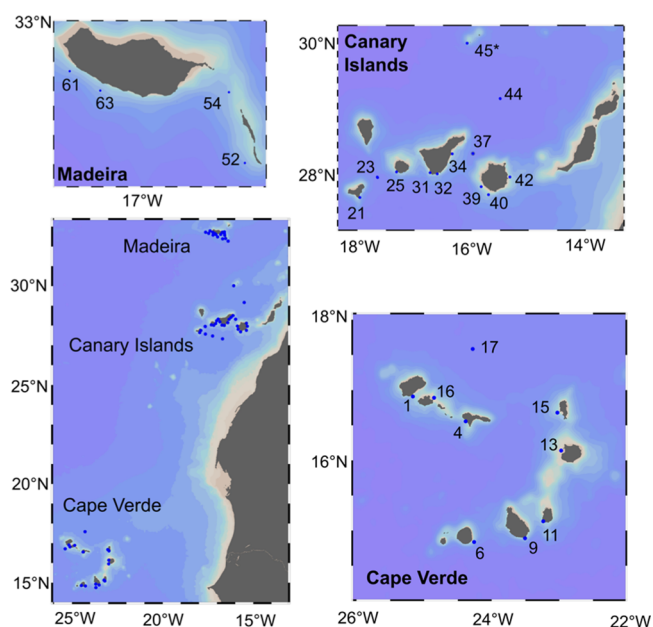 33°N
61
63
54
52
Madeira
17°W
30°N
Canary
Islands
45*
44
37
28°N
23
25
31
32
34
42
39
40
21
18°W
16°W
14°W
Madeira
30°N
Canary Islands
25°N
20°N
Cape Verde
15°N
25°W
20°W
15°W
18°N
17
16
1
4
15
13
16°N
11
6
9
Cape Verde
26°W
24°W
22°W